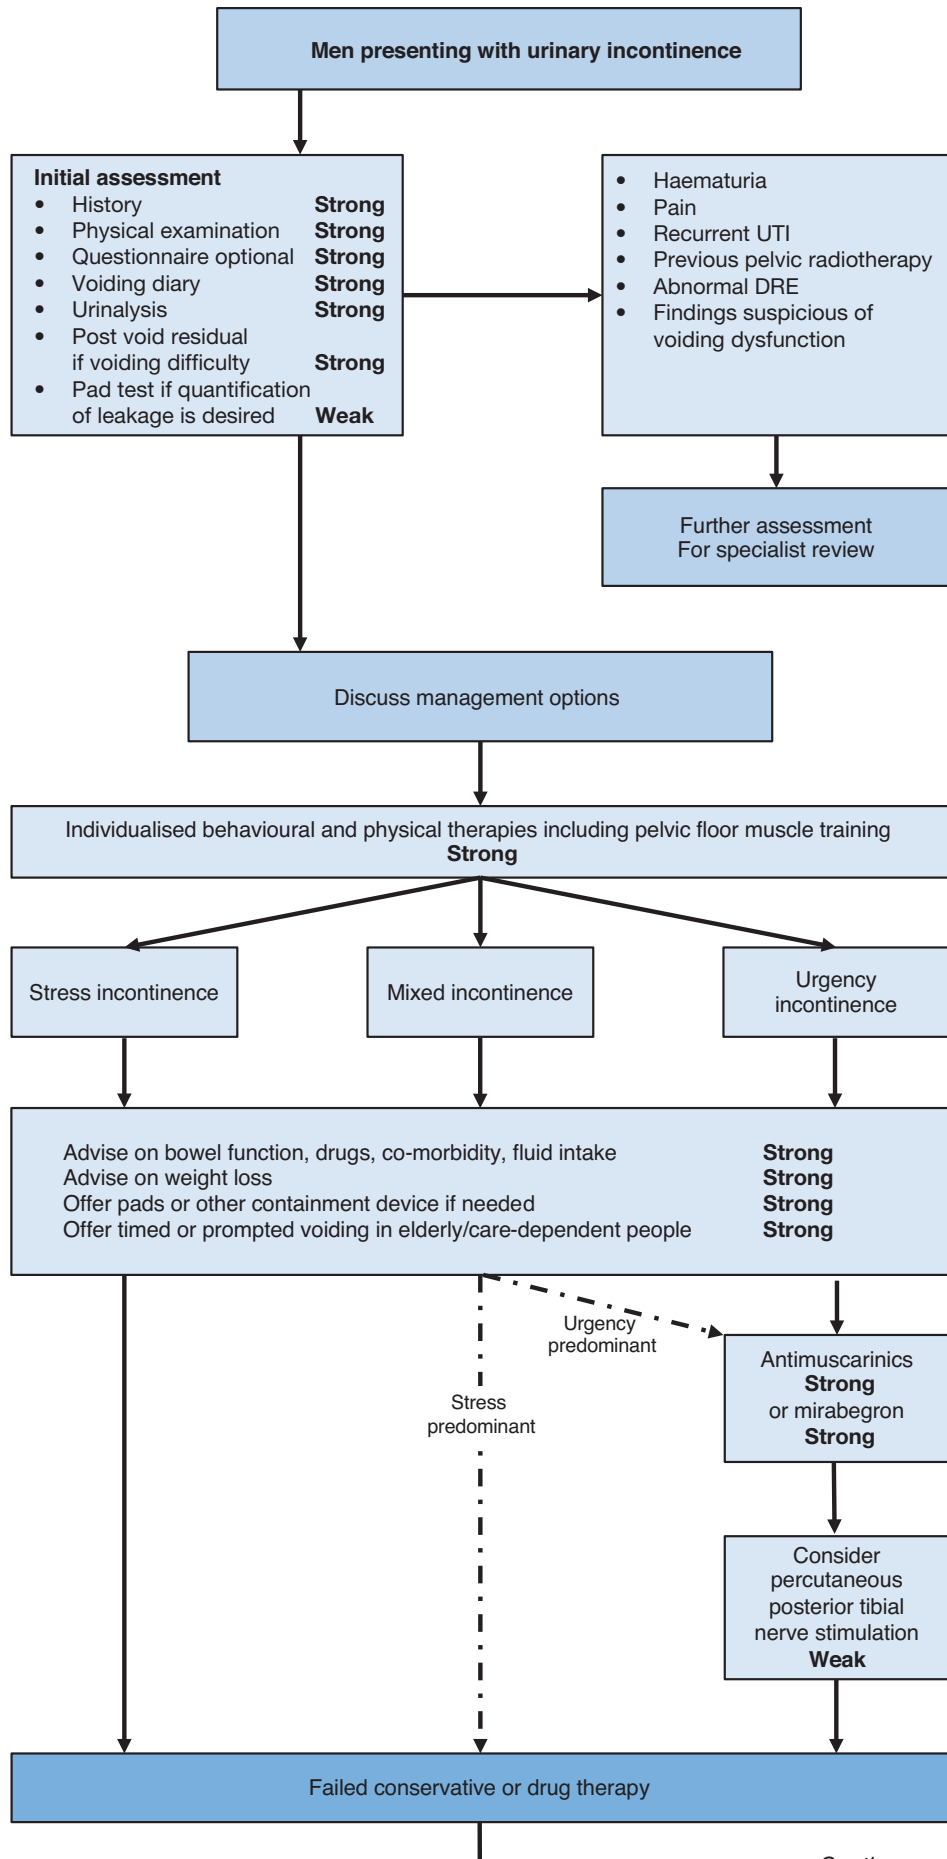 Men presenting with urinary incontinence
Initial assessment
• History Strong
• Physical examination Strong
• Questionnaire optional Strong
• Voiding diary Strong
• Urinalysis Strong
• Post void residual
if voiding difficulty Strong
• Pad test if quantification
of leakage is desired Weak
• Haematuria
• Pain
• Recurrent UTI
• Previous pelvic radiotherapy
• Abnormal DRE
• Findings suspicious of
voiding dysfunction
Further assessment
For specialist review
Discuss management options
Individualised behavioural and physical therapies including pelvic floor muscle training
Strong
Stress incontinence
Mixed incontinence
Urgency
incontinence
Advise on bowel function, drugs, co-morbidity, fluid intake Strong
Advise on weight loss Strong
Offer pads or other containment device if needed Strong
Offer timed or prompted voiding in elderly/care-dependent people Strong
Urgency
predominant
Stress
predominant
Antimuscarinics
Strong
or mirabegron
Strong
Consider
percutaneous
posterior tibial
nerve stimulation
Weak
Failed conservative or drug therapy